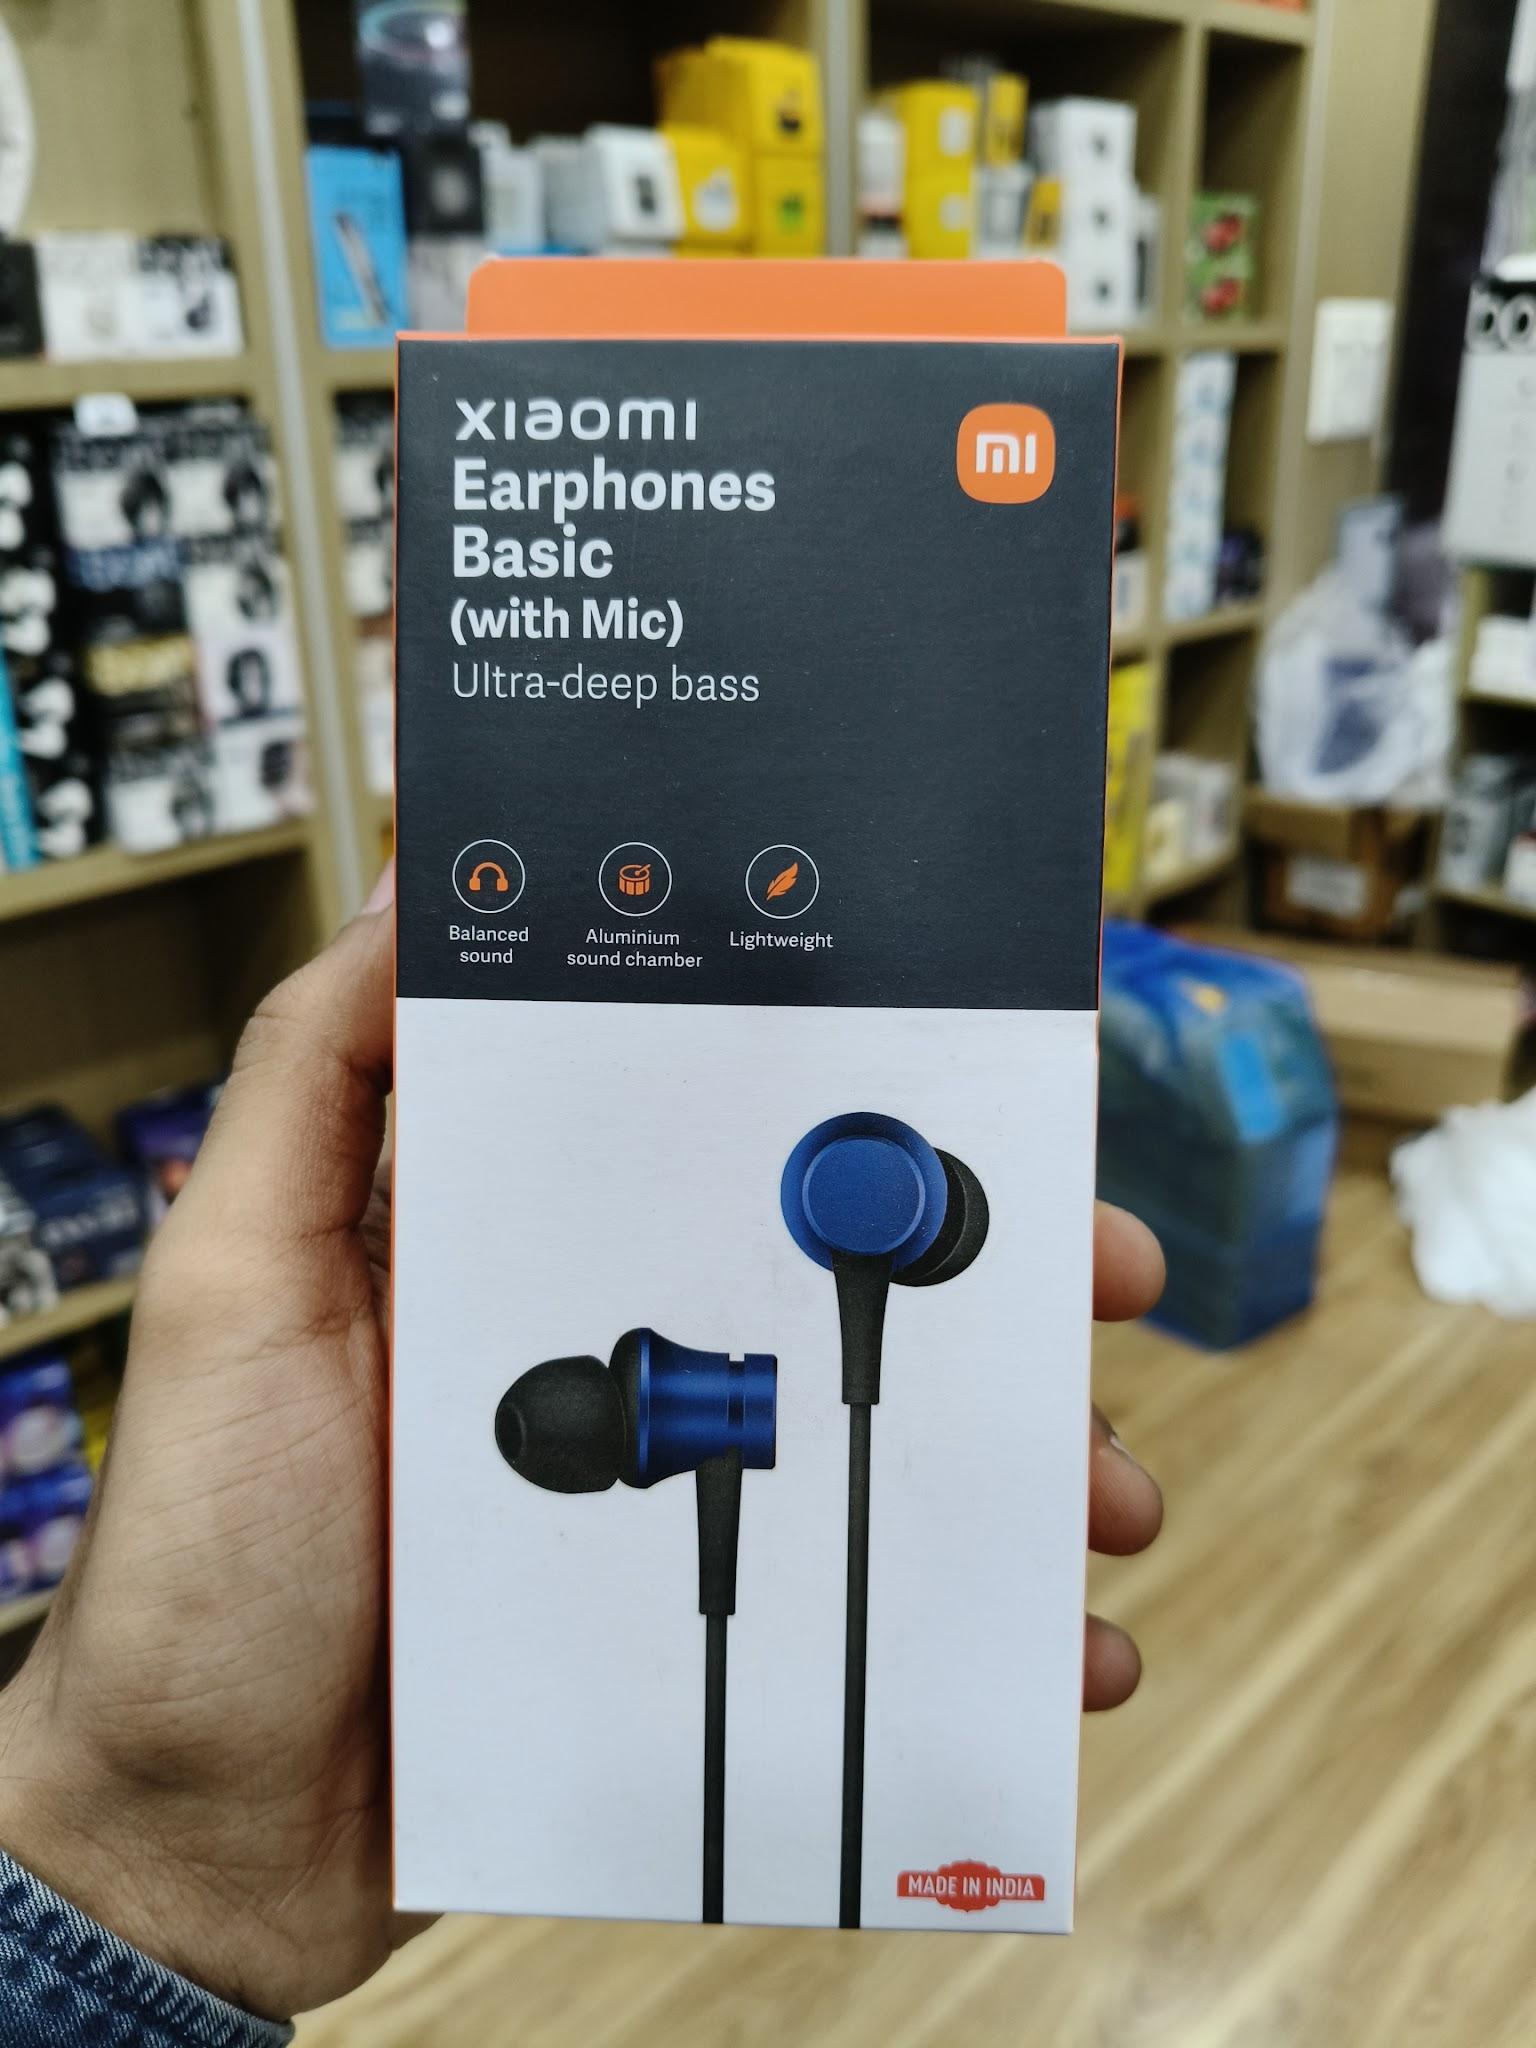 xiaomi
mi
Earphones
Basic
(with Mic)
Ultra-deep bass
Balanced
sound
Aluminium
sound chamber
Lightweight
MADE IN INDIA